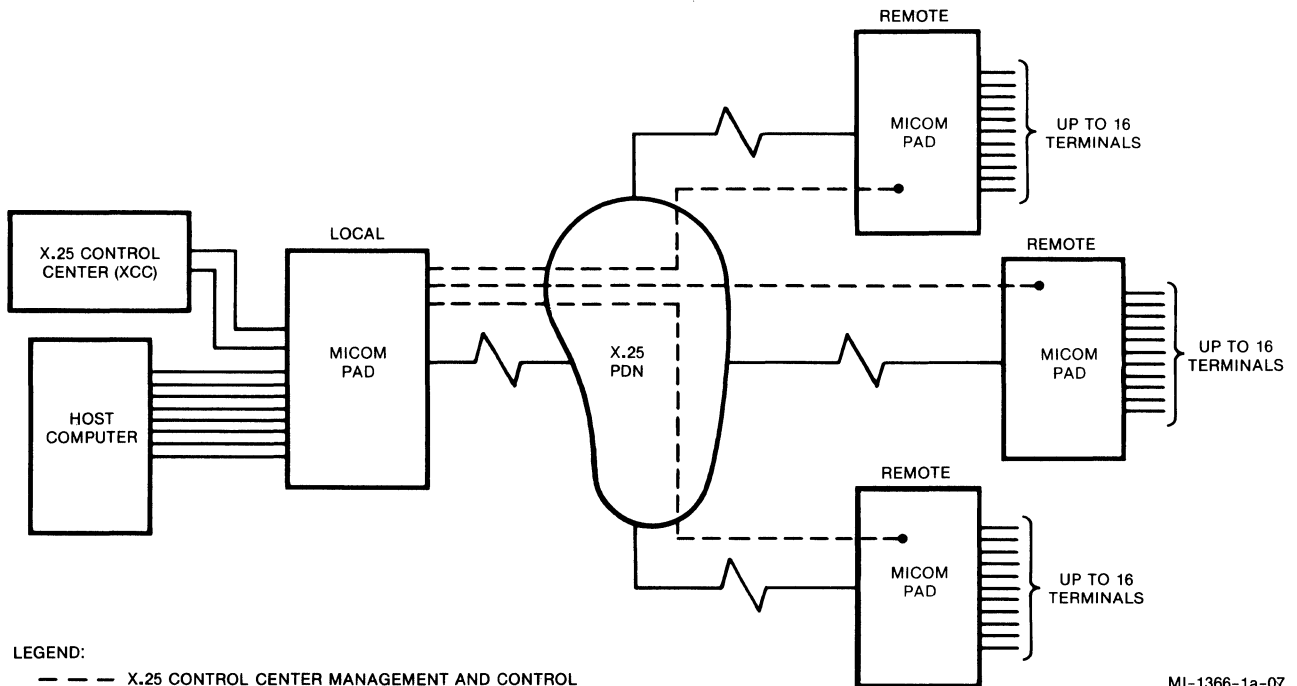 REMOTE
MICOM
PAD
UP TO 16
TERMINALS
X.25 CONTROL
CENTER (XCC)
LOCAL
MICOM
PAD
HOST
COMPUTER
X.25
PDN
REMOTE
MICOM
PAD
UP TO 16
TERMINALS
REMOTE
MICOM
PAD
UP TO 16
TERMINALS
LEGEND:
— — — X.25 CONTROL CENTER MANAGEMENT AND CONTROL
MI-1366-1a-07